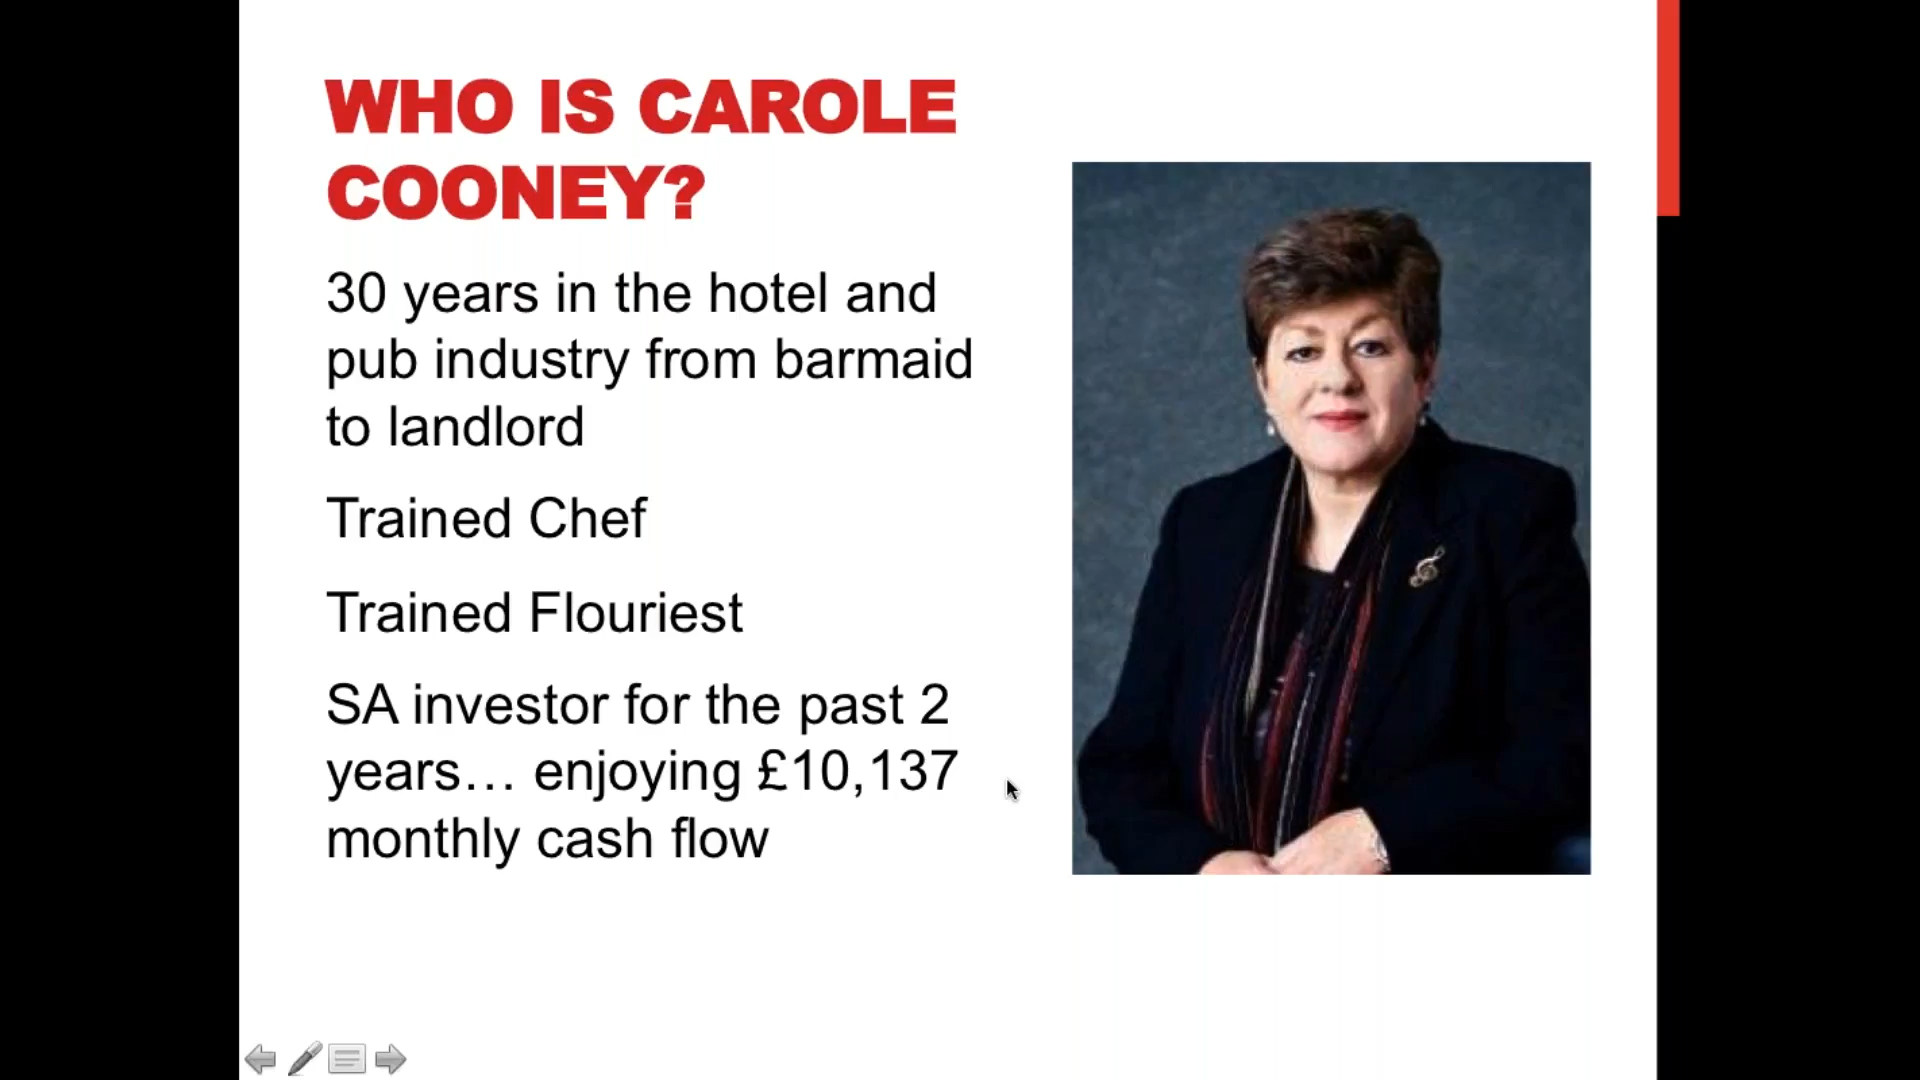 WHO IS CAROLE
COONEY?
30 years in the hotel and
pub industry from barmaid
to landlord
Trained Chef
Trained Flouriest
SA investor for the past 2
years… enjoying £10,137
monthly cash flow